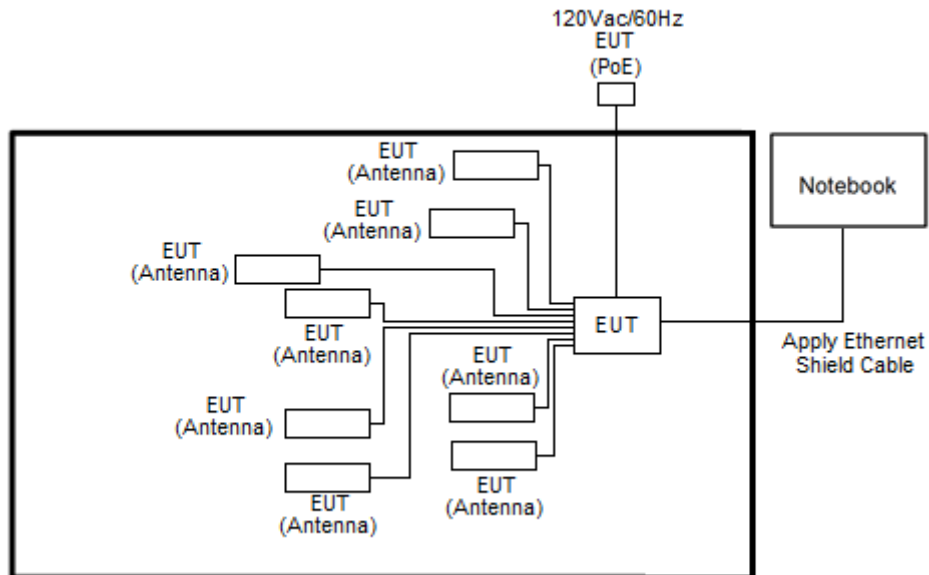 120Vac/60Hz
EUT
(PoE)
EUT
(Antenna)
Notebook
EUT
(Antenna)
EUT
(Antenna)
EUT
EUT
(Antenna)
Apply Ethernet
Shield Cable
EUT
(Antenna)
EUT
(Antenna)
EUT
(Antenna)
EUT
(Antenna)